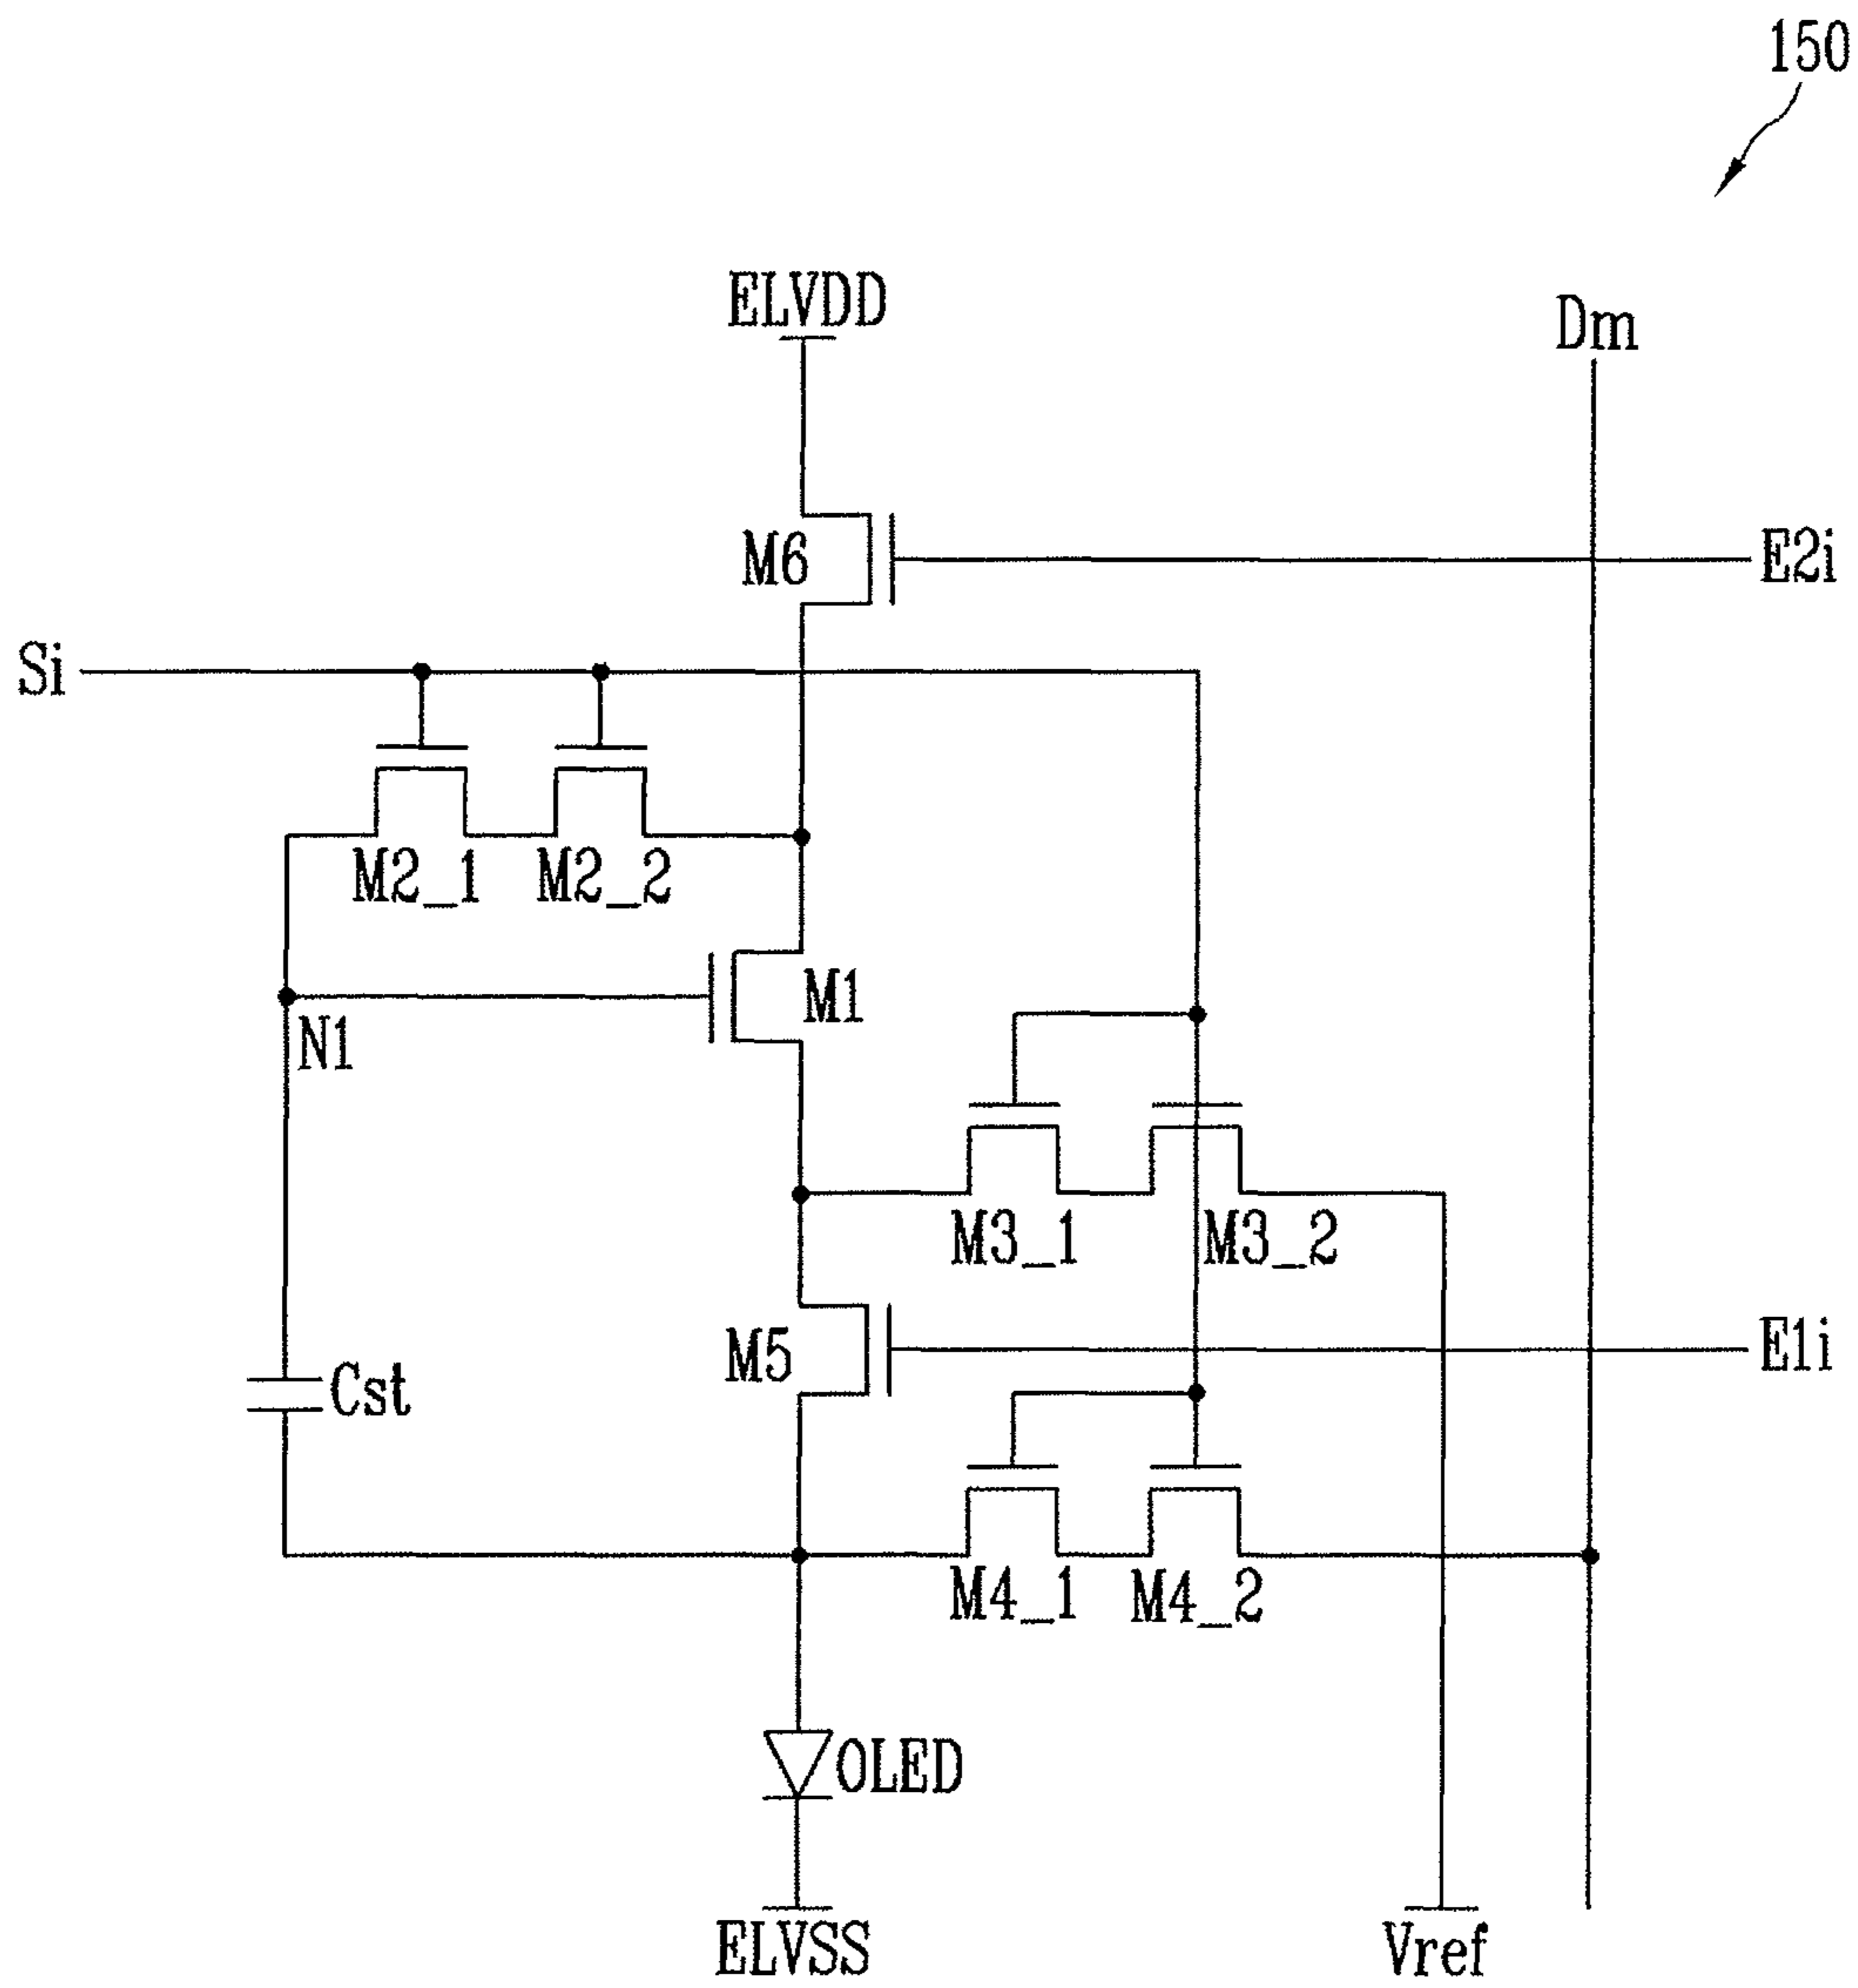 150
ELVDD
Dm
M6
E2i
Si
M2_1
M2_2
M1
N1
M3_1
M3_2
M5
E1i
Cst
M4_1
M4_2
OLED
ELVSS
Vref